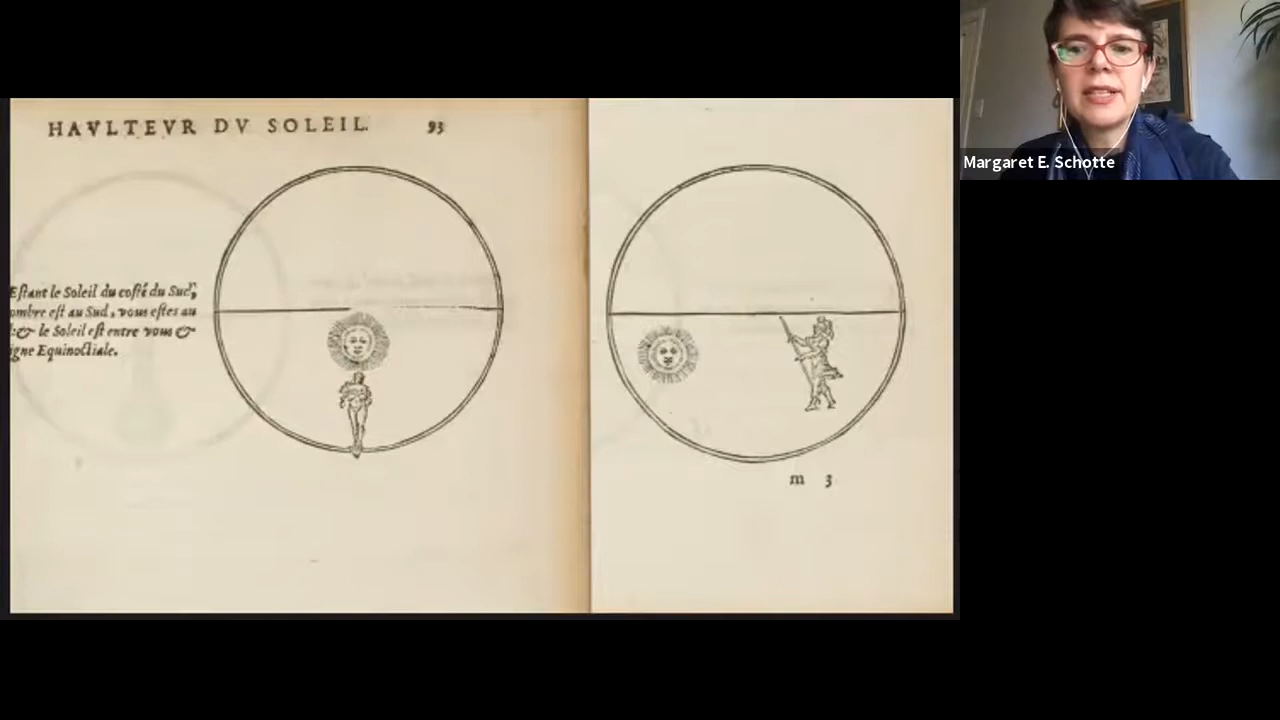 HAVLTEVR DV SOLEIL.
93
Eſtant le Soleil du coſté du Sud,
ombre eſt au Sud, vous eſtes au
l:& le Soleil eſt entre vous &
igne Equinoctiale.
m 3
Margaret E. Schotte